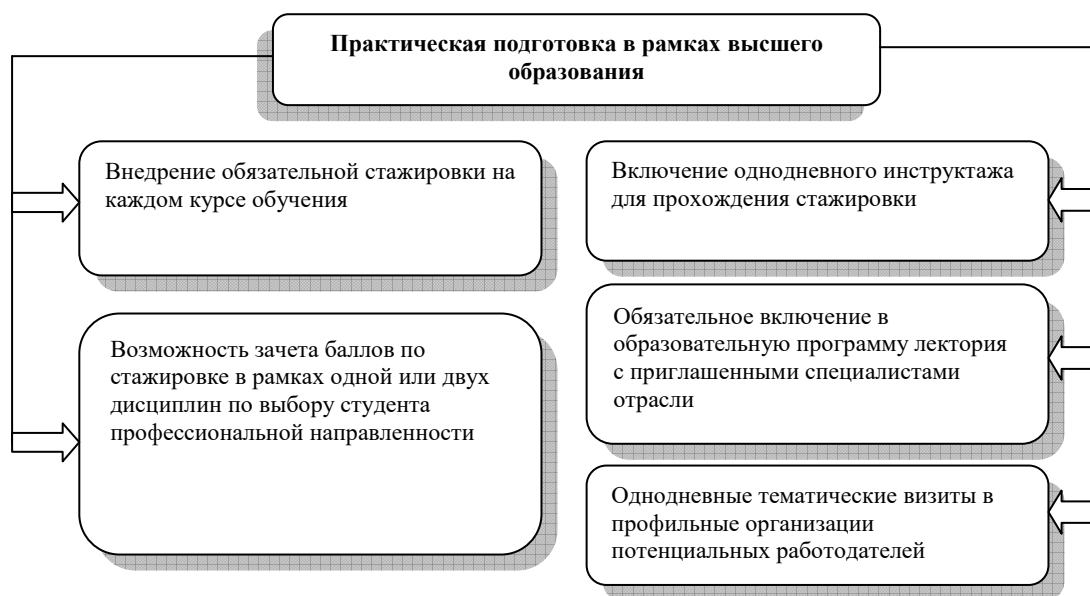 Практическая подготовка в рамках высшего
образования
Внедрение обязательной стажировки на
каждом курсе обучения
Возможность зачета баллов по
стажировке в рамках одной или двух
дисциплин по выбору студента
профессиональной направленности
Включение однодневного инструктажа
для прохождения стажировки
Обязательное включение в
образовательную программу лектория
с приглашенными специалистами
отрасли
Однодневные тематические визиты в
профильные организации
потенциальных работодателей